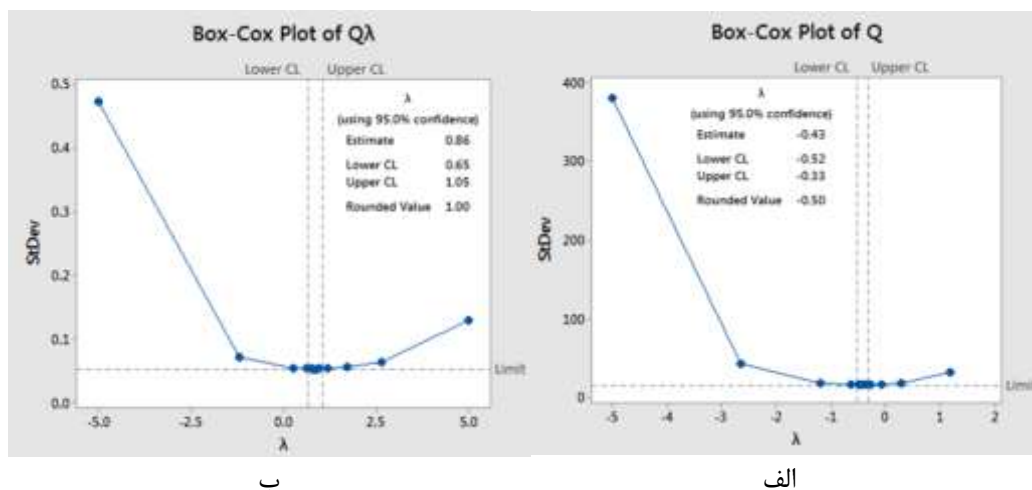 Box-Cox Plot of Qλ
Lower CL Upper CL
λ
(using 95.0% confidence)
Estimate 0.86
Lower CL 0.65
Upper CL 1.05
Rounded Value 1.00
StDev
0.5
0.4
0.3
0.2
0.1
0.0
Limit
-5.0 -2.5 0.0 2.5 5.0
λ
ب
Box-Cox Plot of Q
Lower CL Upper CL
λ
(using 95.0% confidence)
Estimate -0.43
Lower CL -0.52
Upper CL -0.33
Rounded Value -0.50
StDev
400
300
200
100
0
Limit
-5 -4 -3 -2 -1 0 1 2
λ
الف